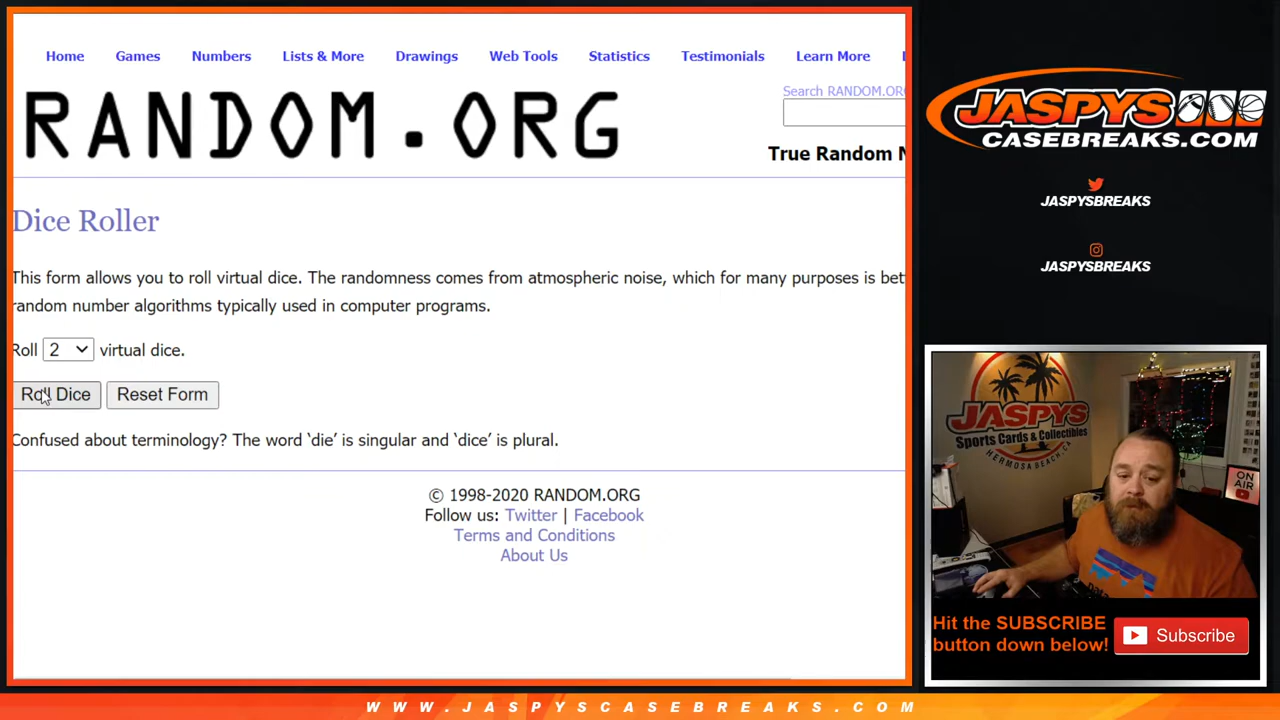 Home Games Numbers Lists & More Drawings Web Tools Statistics Testimonials Learn More
RANDOM.ORG
Search RANDOM.ORG
True Random N
Dice Roller
This form allows you to roll virtual dice. The randomness comes from atmospheric noise, which for many purposes is bet
random number algorithms typically used in computer programs.
Roll 2 virtual dice.
Roll Dice Reset Form
Confused about terminology? The word ‘die’ is singular and ‘dice’ is plural.
© 1998-2020 RANDOM.ORG
Follow us: Twitter | Facebook
Terms and Conditions
About Us
JASPYS
CASEBREAKS.COM
JASPYSBREAKS
JASPYSBREAKS
JASPYS
Sports Cards & Collectibles
HERMOSA BEACH, CA
ON
AIR
Hit the SUBSCRIBE
button down below!
Subscribe
WWW.JASPYSCASEBREAKS.COM